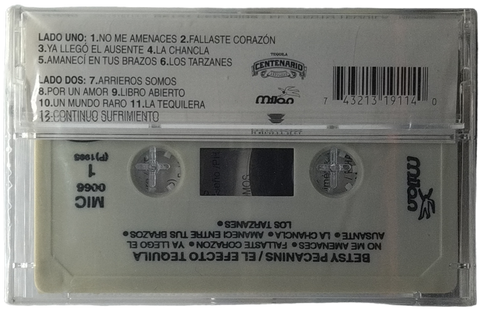 LADO UNO: 1.NO ME AMENACES 2.FALLASTE CORAZÓN
3.YA LLEGÓ EL AUSENTE 4.LA CHANCLA
5.AMANECÍ EN TUS BRAZOS 6.LOS TARZANES
LADO DOS: 7.ARRIEROS SOMOS
8.POR UN AMOR 9.LIBRO ABIERTO
10.UN MUNDO RARO 11.LA TEQUILERA
12.CONTINUO SUFRIMIENTO
TEQUILA
CENTENARIO
milan
7 43213 19114 0
milan
MIC
0066
1
(P)1995
BETSY PECANINS / EL EFECTO TEQUILA
NO ME AMENACES • FALLASTE CORAZON • YA LLEGO EL
AUSANTE • LA CHANCLA • AMANECI ENTRE TUS BRAZOS •
LOS TARZANES •